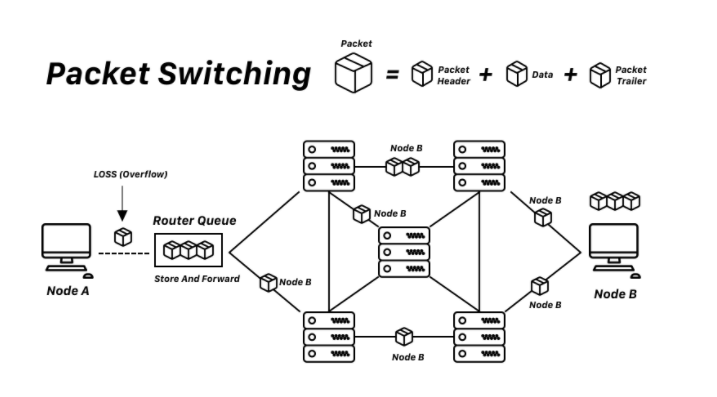 Packet Switching
Packet
=
Packet
Header
+
Data
+
Packet
Trailer
LOSS (Overflow)
Router Queue
Store And Forward
Node A
Node B
Node B
Node B
Node B
Node B
Node B
Node B